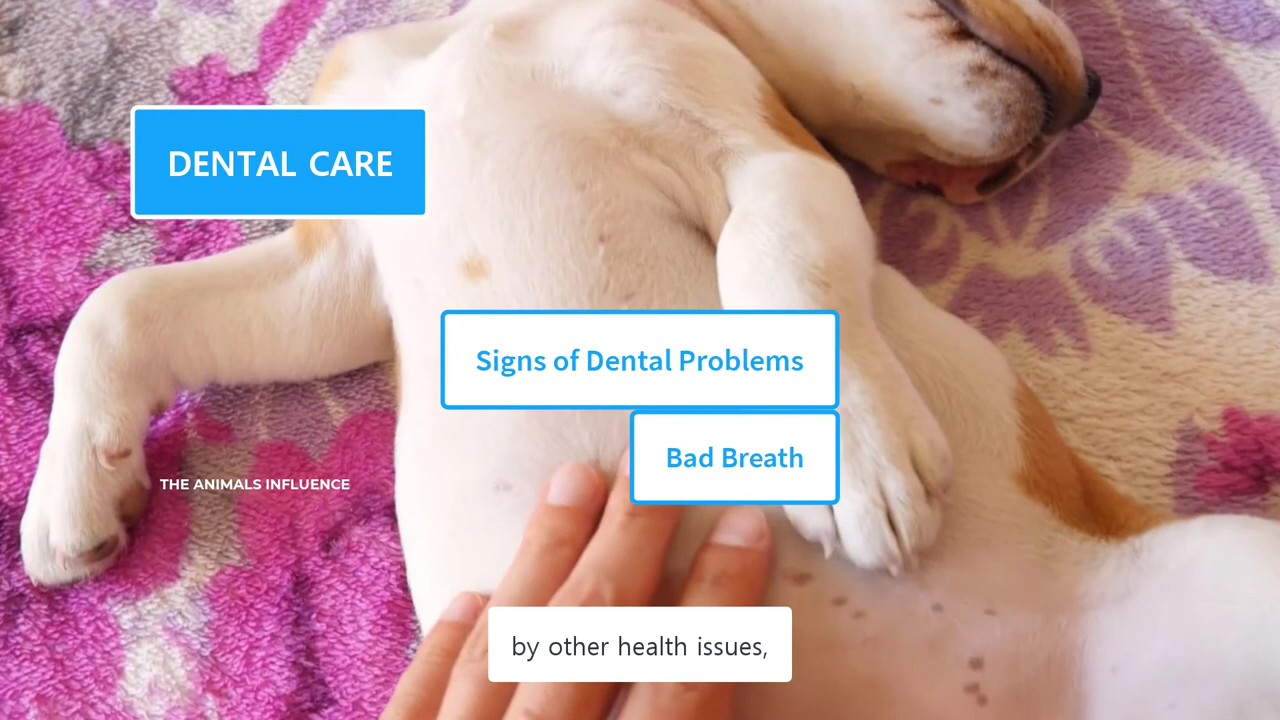 DENTAL CARE
Signs of Dental Problems
Bad Breath
THE ANIMALS INFLUENCE
by other health issues,